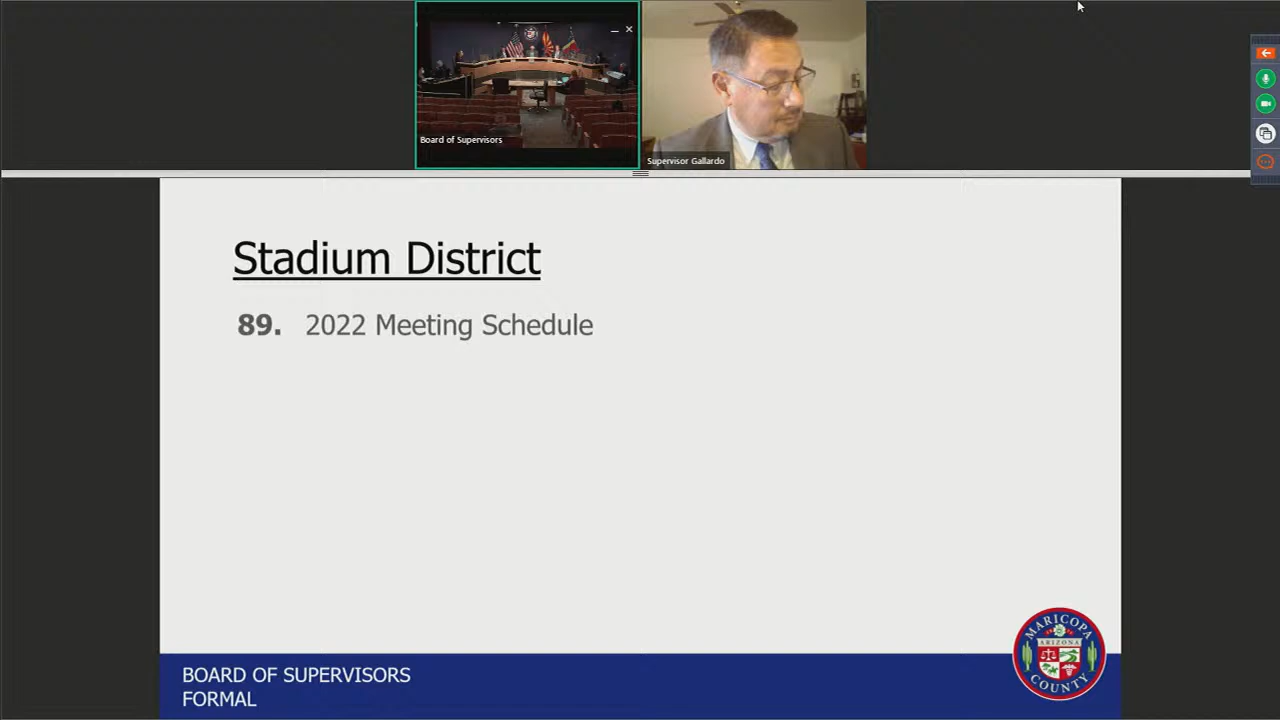 Board of Supervisors
Supervisor Gallardo
Stadium District
89. 2022 Meeting Schedule
BOARD OF SUPERVISORS
FORMAL
MARICOPA
ARIZONA
COUNTY